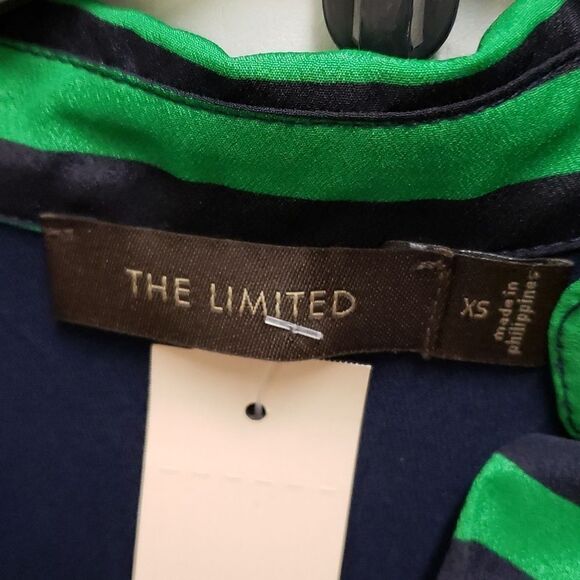 THE LIMITED
XS
made in
philippines